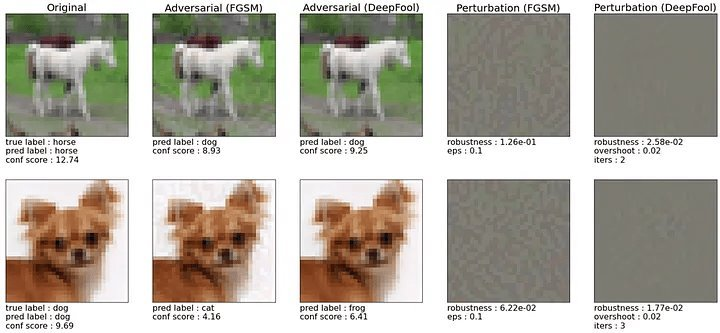 Original
Adversarial (FGSM)
Adversarial (DeepFool)
Perturbation (FGSM)
Perturbation (DeepFool)
true label : horse
pred label : horse
conf score : 12.74
pred label : dog
conf score : 8.93
pred label : dog
conf score : 9.25
robustness : 1.26e-01
eps : 0.1
robustness : 2.58e-02
overshoot : 0.02
iters : 2
true label : dog
pred label : dog
conf score : 9.69
pred label : cat
conf score : 4.16
pred label : frog
conf score : 6.41
robustness : 6.22e-02
eps : 0.1
robustness : 1.77e-02
overshoot : 0.02
iters : 3